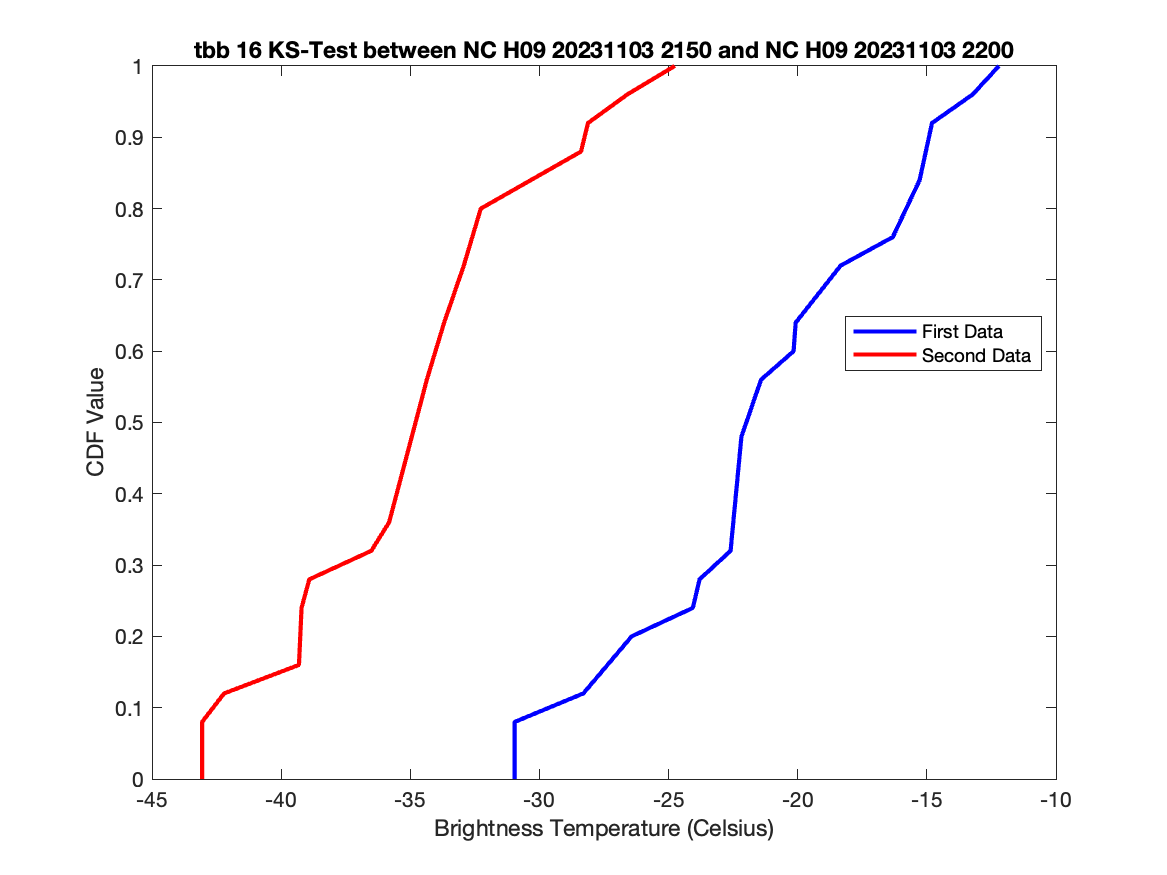 tbb 16 KS-Test between NC H09 20231103 2150 and NC H09 20231103 2200
1
0.9
0.8
0.7
0.6
0.5
0.4
0.3
0.2
0.1
0
CDF Value
First Data
Second Data
-45 -40 -35 -30 -25 -20 -15 -10
Brightness Temperature (Celsius)